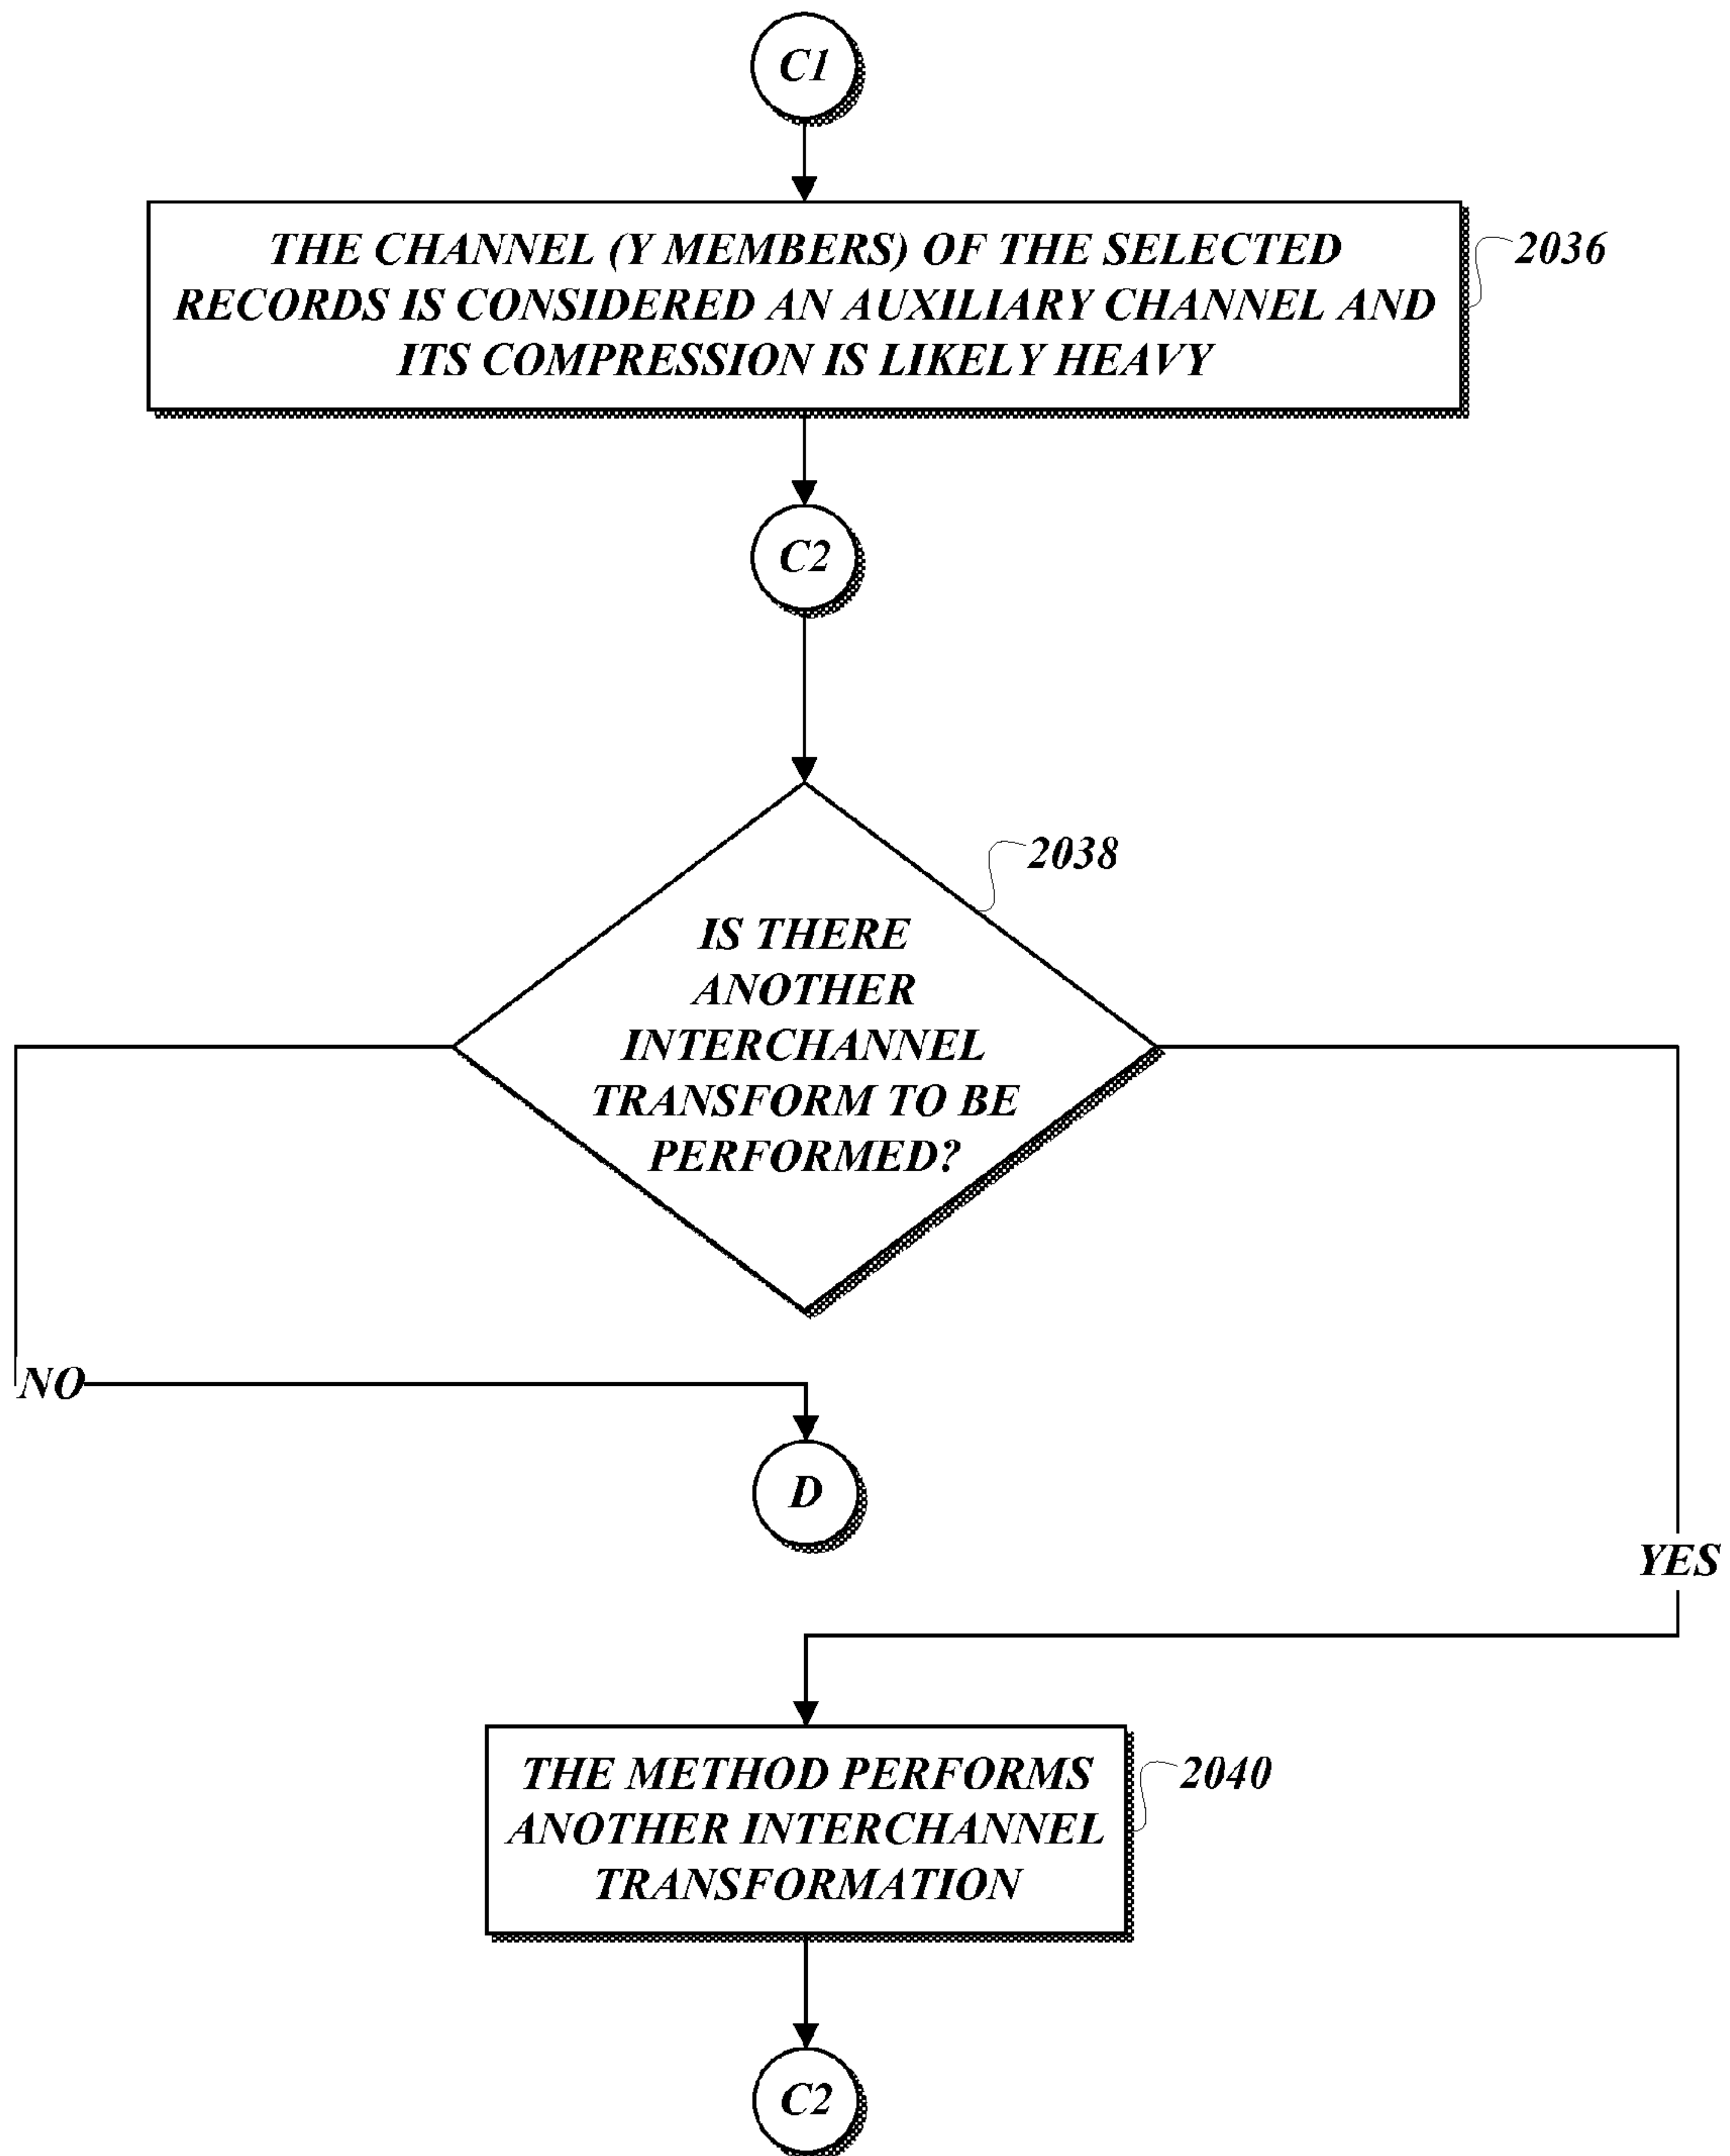 C1
THE CHANNEL (Y MEMBERS) OF THE SELECTED
RECORDS IS CONSIDERED AN AUXILIARY CHANNEL AND
ITS COMPRESSION IS LIKELY HEAVY
2036
C2
2038
IS THERE
ANOTHER
INTERCHANNEL
TRANSFORM TO BE
PERFORMED?
NO
D
YES
THE METHOD PERFORMS
ANOTHER INTERCHANNEL
TRANSFORMATION
2040
C2